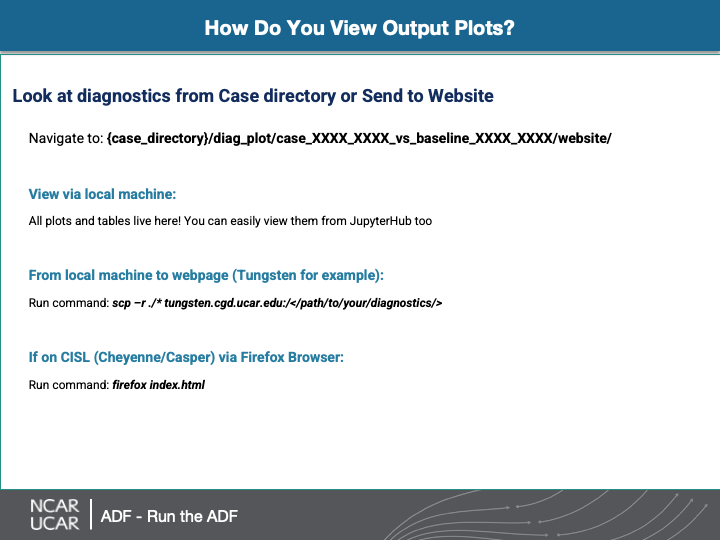 How Do You View Output Plots?
Look at diagnostics from Case directory or Send to Website
Navigate to: {case_directory}/diag_plot/case_XXXX_XXXX_vs_baseline_XXXX_XXXX/website/
View via local machine:
All plots and tables live here! You can easily view them from JupyterHub too
From local machine to webpage (Tungsten for example):
Run command: scp –r ./* tungsten.cgd.ucar.edu:/</path/to/your/diagnostics/>
If on CISL (Cheyenne/Casper) via Firefox Browser:
Run command: firefox index.html
NCAR
UCAR
ADF - Run the ADF